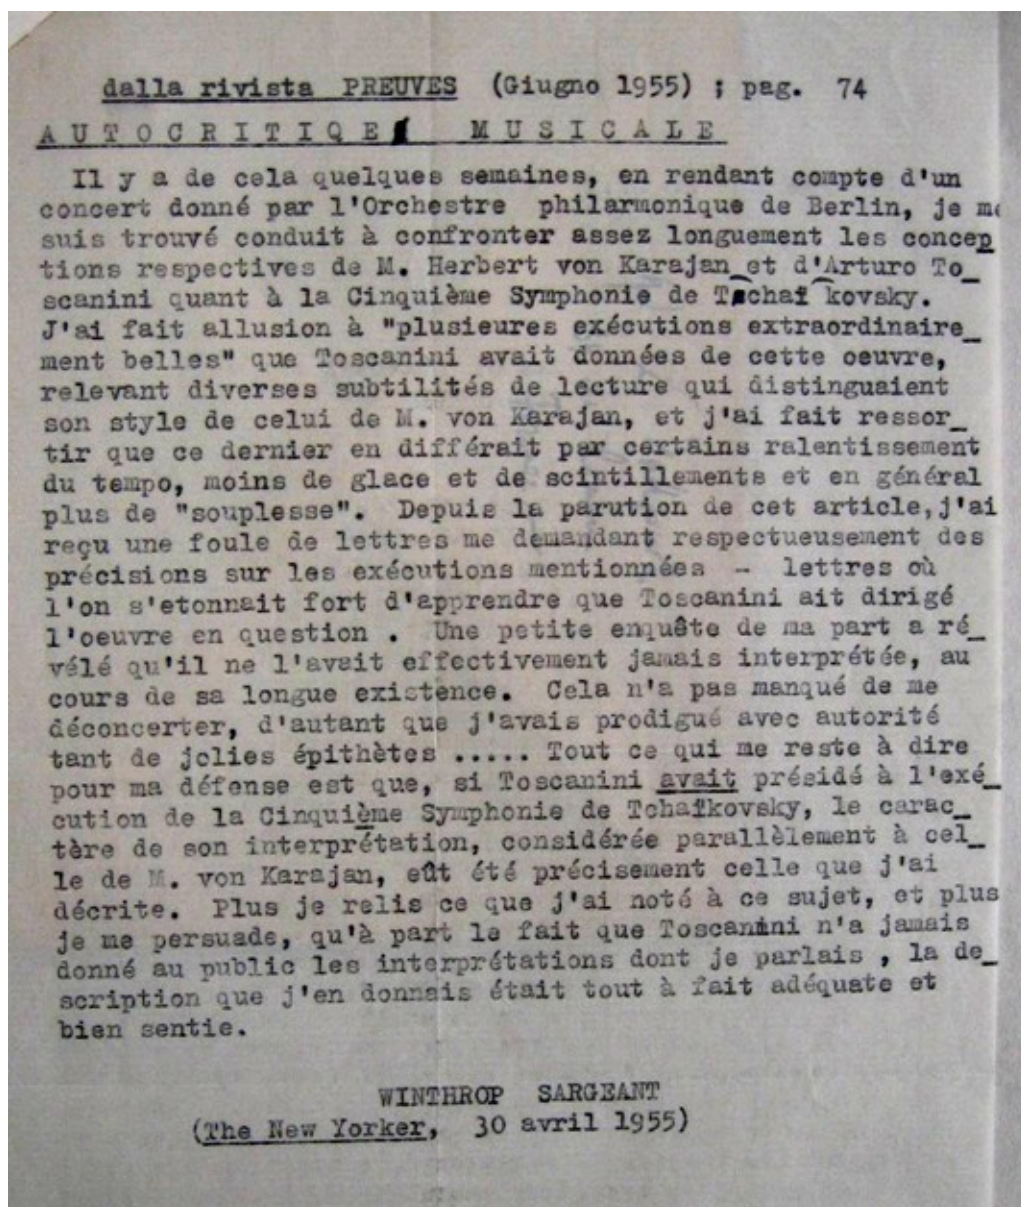 dalla rivista PREUVES (Giugno 1955) ; pag. 74
AUTOCRITIQE MUSICALE
Il y a de cela quelques semaines, en rendant compte d'un
concert donné par l'Orchestre philarmonique de Berlin, je me
suis trouvé conduit à confronter assez longuement les concep
tions respectives de M. Herbert von Karajan et d'Arturo To_
scanini quant à la Cinquième Symphonie de Tschaï kovsky.
J'ai fait allusion à "plusieures exécutions extraordinaire_
ment belles" que Toscanini avait données de cette oeuvre,
relevant diverses subtilités de lecture qui distinguaient
son style de celui de M. von Karajan, et j'ai fait ressor_
tir que ce dernier en différait par certains ralentissement
du tempo, moins de glace et de scintillements et en général
plus de "souplesse". Depuis la parution de cet article,j'ai
reçu une foule de lettres me demandant respectueusement des
précisions sur les exécutions mentionnées - lettres où
l'on s'etonnait fort d'apprendre que Toscanini ait dirigé
l'oeuvre en question . Une petite enquête de ma part a ré_
vélé qu'il ne l'avait effectivement jamais interprétée, au
cours de sa longue existence. Cela n'a pas manqué de me
déconcerter, d'autant que j'avais prodigué avec autorité
tant de jolies épithètes ..... Tout ce qui me reste à dire
pour ma défense est que, si Toscanini avait présidé à l'exé_
cution de la Cinquième Symphonie de Tchaïkovsky, le carac_
tère de son interprétation, considérée parallèlement à cel_
le de M. von Karajan, eût été précisement celle que j'ai
décrite. Plus je relis ce que j'ai noté à ce sujet, et plus
je me persuade, qu'à part le fait que Toscanini n'a jamais
donné au public les interprétations dont je parlais , la de_
scription que j'en donnais était tout à fait adéquate et
bien sentie.
WINTHROP SARGEANT
(The New Yorker, 30 avril 1955)